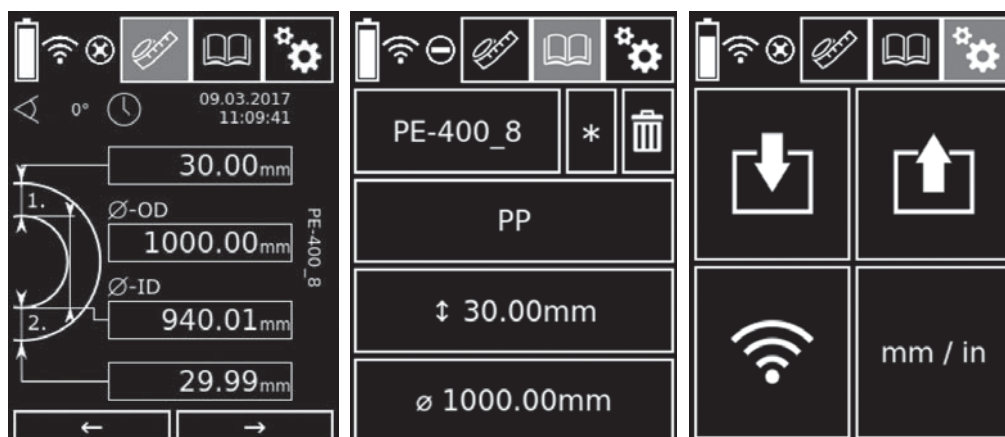 09.03.2017
0° 11:09:41
30.00mm
1.
Ø-OD
1000.00mm
PE-400_8
Ø-ID
940.01mm
2.
29.99mm
← →
PE-400_8 *
PP
↕ 30.00mm
⌀ 1000.00mm
mm / in